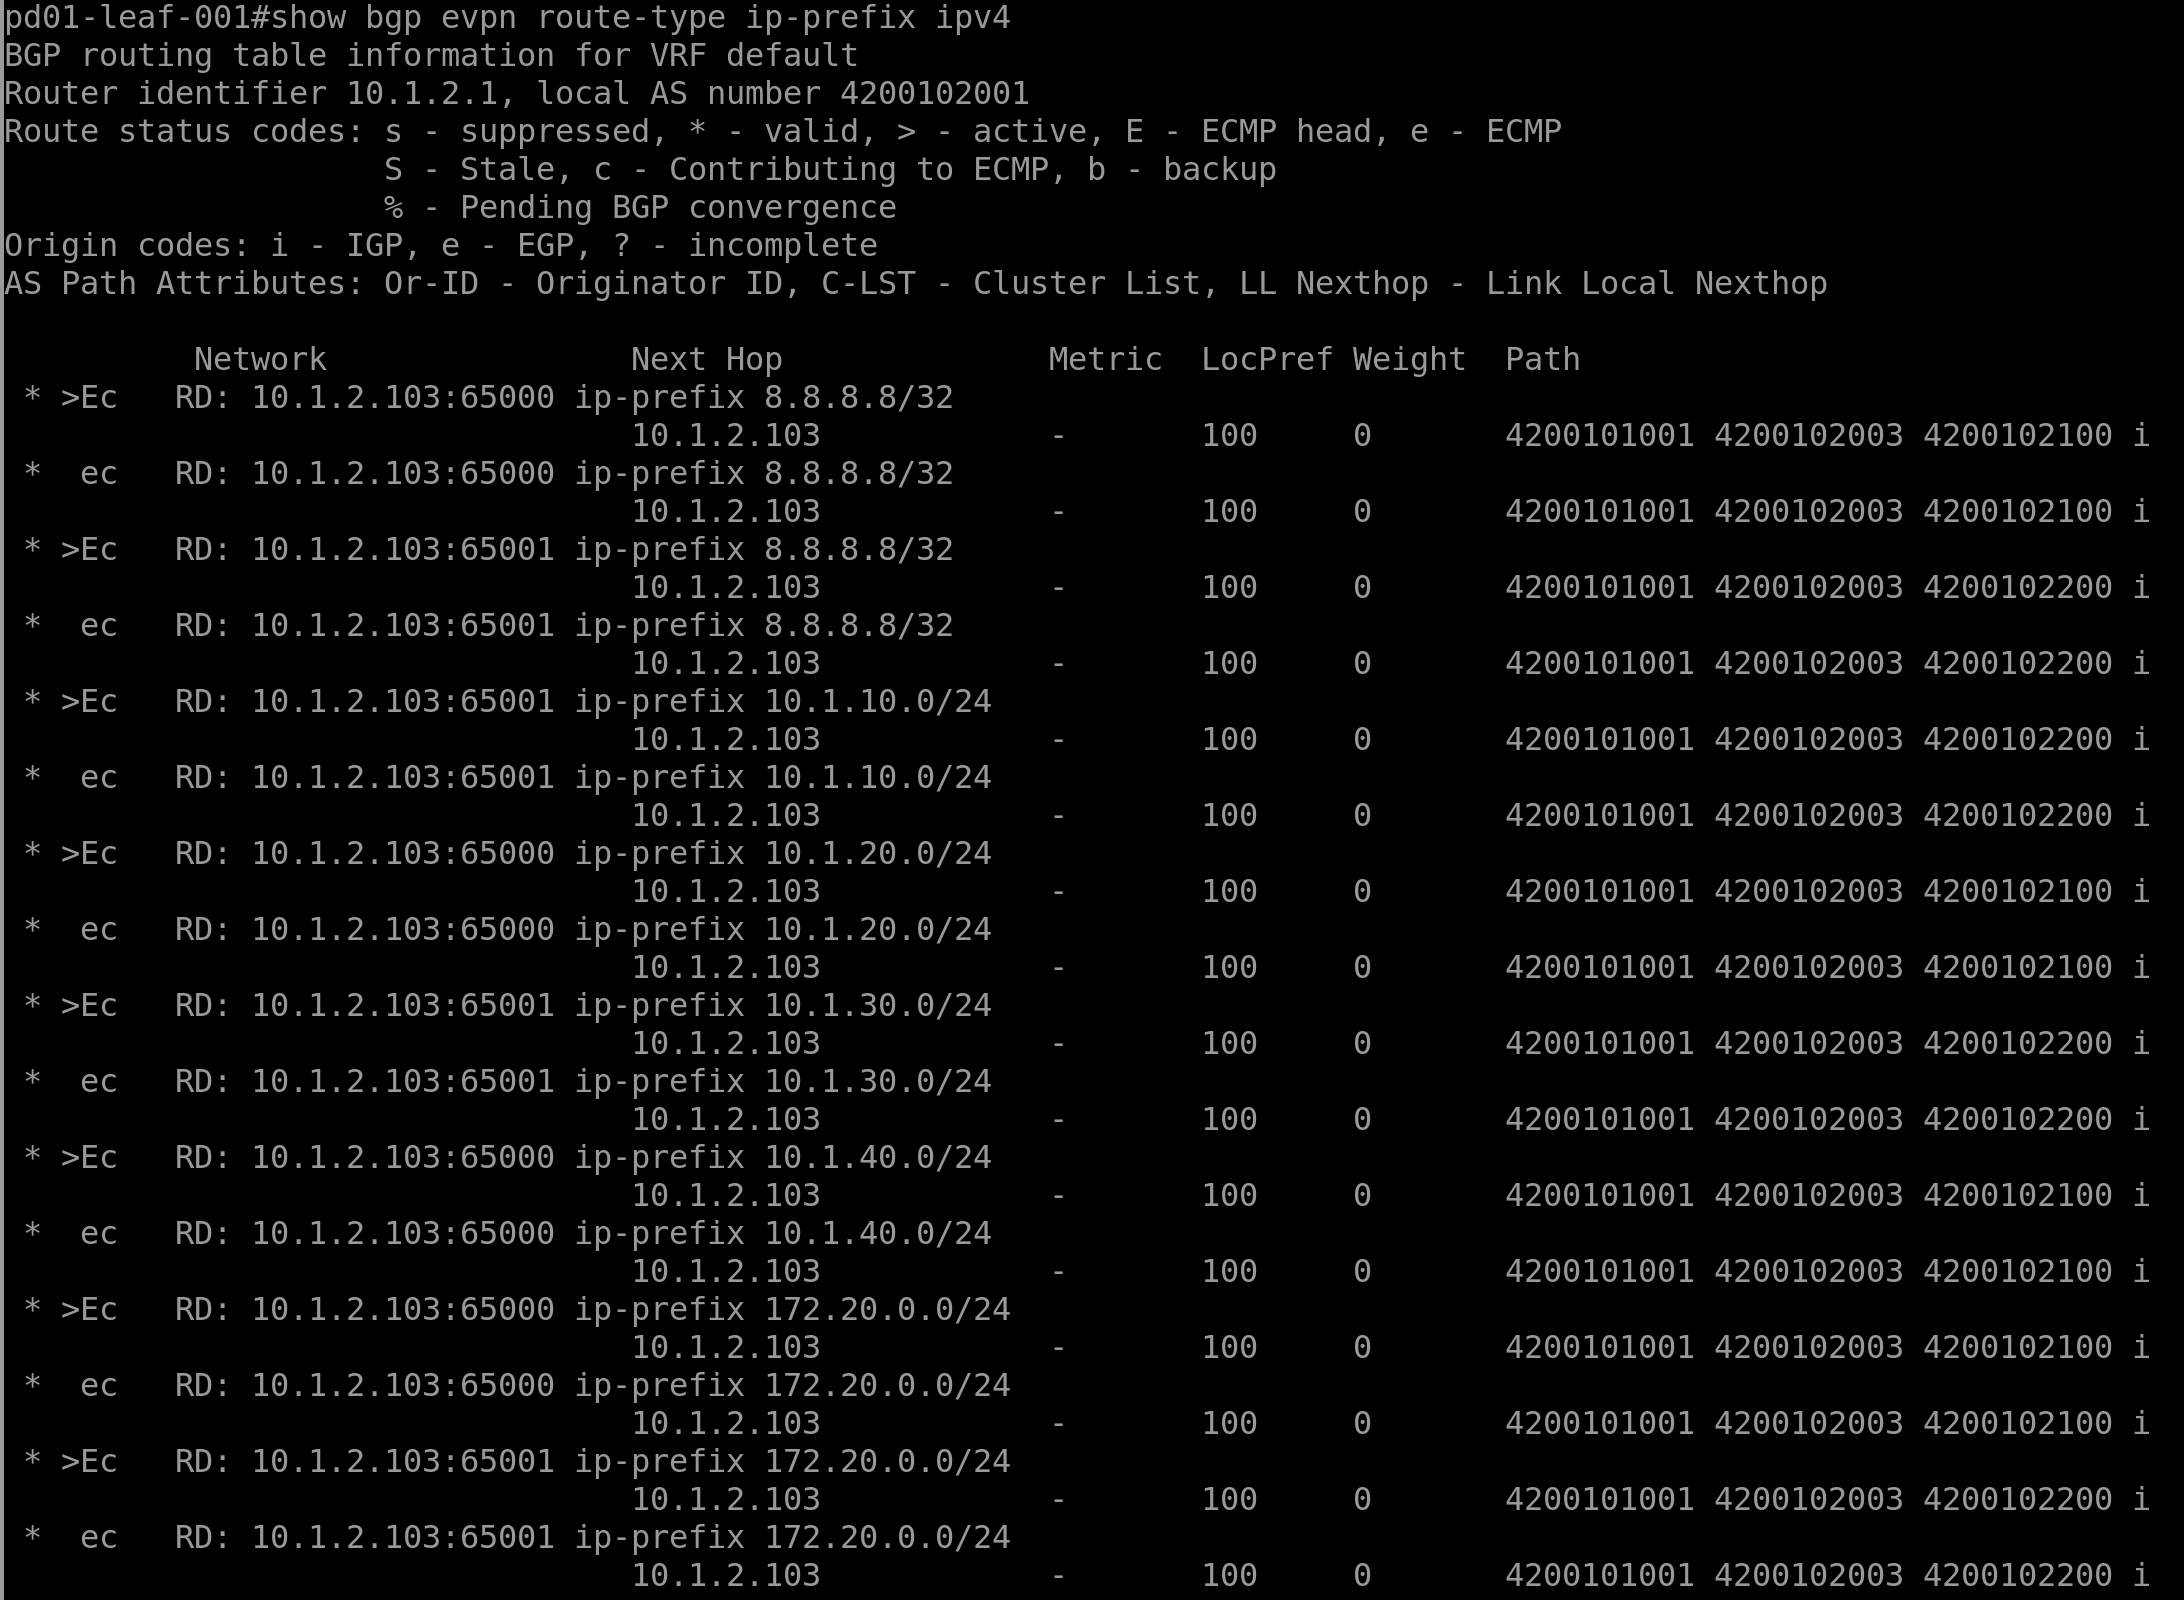 pd01-leaf-001#show bgp evpn route-type ip-prefix ipv4
BGP routing table information for VRF default
Router identifier 10.1.2.1, local AS number 4200102001
Route status codes: s - suppressed, * - valid, > - active, E - ECMP head, e - ECMP
                    S - Stale, c - Contributing to ECMP, b - backup
                    % - Pending BGP convergence
Origin codes: i - IGP, e - EGP, ? - incomplete
AS Path Attributes: Or-ID - Originator ID, C-LST - Cluster List, LL Nexthop - Link Local Nexthop

          Network                Next Hop              Metric  LocPref Weight  Path
 * >Ec   RD: 10.1.2.103:65000 ip-prefix 8.8.8.8/32
                                 10.1.2.103            -       100     0       4200101001 4200102003 4200102100 i
 *  ec   RD: 10.1.2.103:65000 ip-prefix 8.8.8.8/32
                                 10.1.2.103            -       100     0       4200101001 4200102003 4200102100 i
 * >Ec   RD: 10.1.2.103:65001 ip-prefix 8.8.8.8/32
                                 10.1.2.103            -       100     0       4200101001 4200102003 4200102200 i
 *  ec   RD: 10.1.2.103:65001 ip-prefix 8.8.8.8/32
                                 10.1.2.103            -       100     0       4200101001 4200102003 4200102200 i
 * >Ec   RD: 10.1.2.103:65001 ip-prefix 10.1.10.0/24
                                 10.1.2.103            -       100     0       4200101001 4200102003 4200102200 i
 *  ec   RD: 10.1.2.103:65001 ip-prefix 10.1.10.0/24
                                 10.1.2.103            -       100     0       4200101001 4200102003 4200102200 i
 * >Ec   RD: 10.1.2.103:65000 ip-prefix 10.1.20.0/24
                                 10.1.2.103            -       100     0       4200101001 4200102003 4200102100 i
 *  ec   RD: 10.1.2.103:65000 ip-prefix 10.1.20.0/24
                                 10.1.2.103            -       100     0       4200101001 4200102003 4200102100 i
 * >Ec   RD: 10.1.2.103:65001 ip-prefix 10.1.30.0/24
                                 10.1.2.103            -       100     0       4200101001 4200102003 4200102200 i
 *  ec   RD: 10.1.2.103:65001 ip-prefix 10.1.30.0/24
                                 10.1.2.103            -       100     0       4200101001 4200102003 4200102200 i
 * >Ec   RD: 10.1.2.103:65000 ip-prefix 10.1.40.0/24
                                 10.1.2.103            -       100     0       4200101001 4200102003 4200102100 i
 *  ec   RD: 10.1.2.103:65000 ip-prefix 10.1.40.0/24
                                 10.1.2.103            -       100     0       4200101001 4200102003 4200102100 i
 * >Ec   RD: 10.1.2.103:65000 ip-prefix 172.20.0.0/24
                                 10.1.2.103            -       100     0       4200101001 4200102003 4200102100 i
 *  ec   RD: 10.1.2.103:65000 ip-prefix 172.20.0.0/24
                                 10.1.2.103            -       100     0       4200101001 4200102003 4200102100 i
 * >Ec   RD: 10.1.2.103:65001 ip-prefix 172.20.0.0/24
                                 10.1.2.103            -       100     0       4200101001 4200102003 4200102200 i
 *  ec   RD: 10.1.2.103:65001 ip-prefix 172.20.0.0/24
                                 10.1.2.103            -       100     0       4200101001 4200102003 4200102200 i